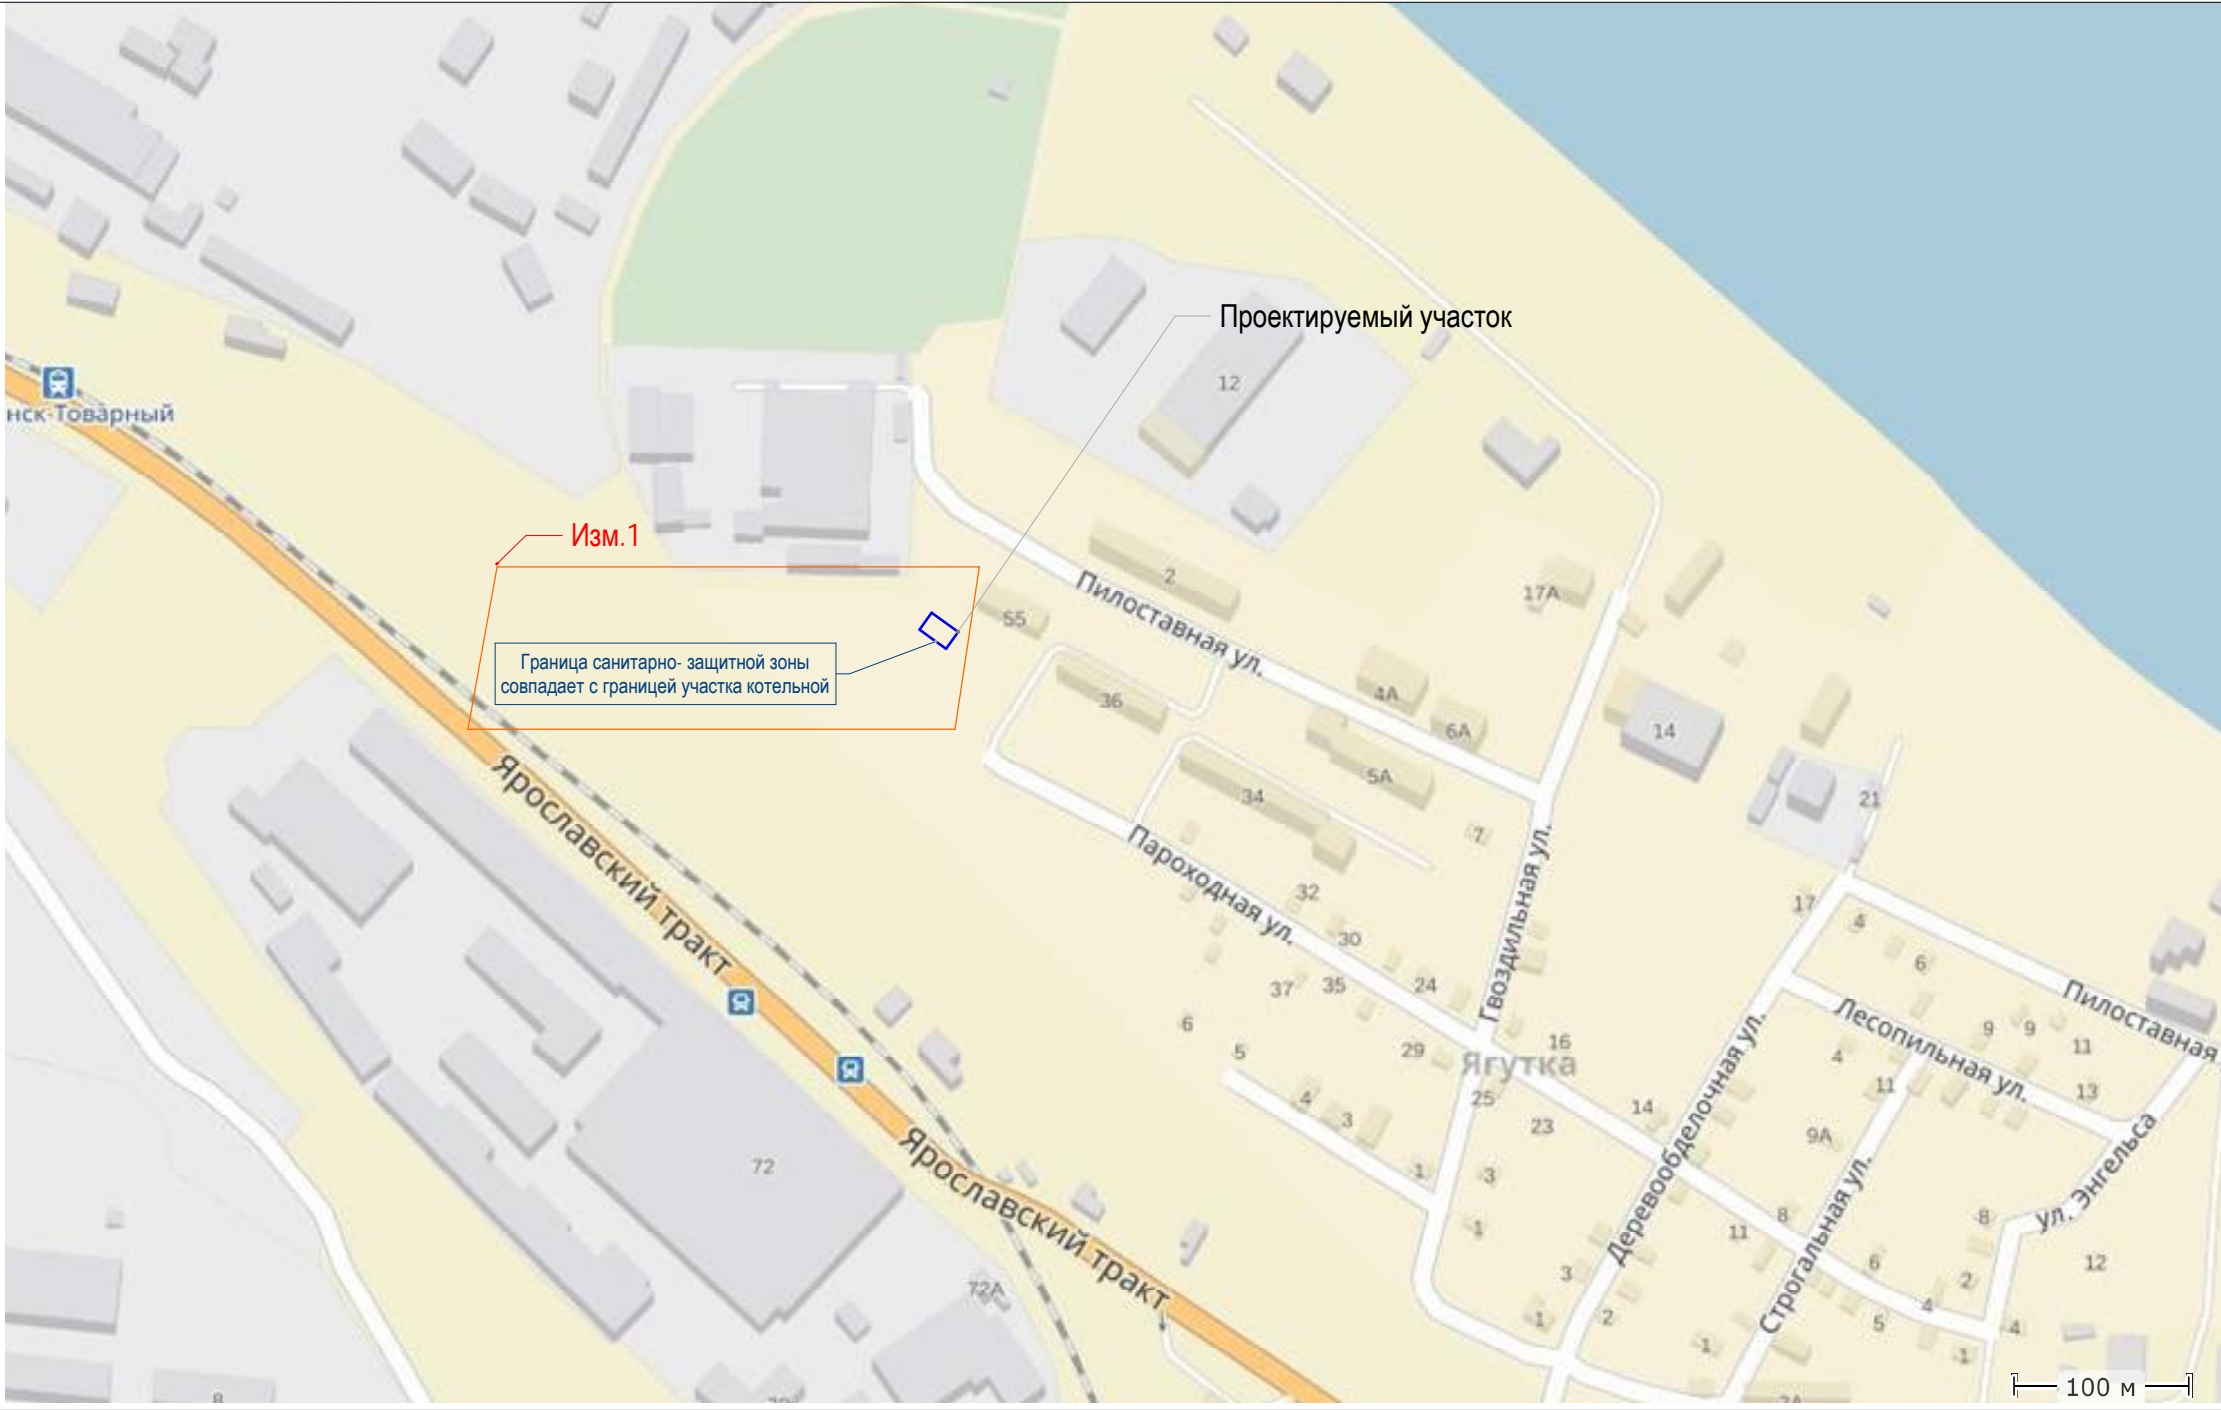 Проектируемый участок
12
нск-Товарный
Изм.1
2
Пилоставная ул.
17А
55
Граница санитарно- защитной зоны
совпадает с границей участка котельной
36
4А
6А
14
5А
34
7
21
Ярославский тракт
Пароходная ул.
Гвоздильная ул.
32
30
17
4
6
37
35
24
Пилоставная
6
5
29
16
Ягутка
Лесопильная ул.
9
9
11
4
11
13
25
4
3
23
14
9А
Деревообделочная ул.
72
Ярославский тракт
1
3
1
8
11
Строгальная ул.
8
ул. Энгельса
12
72А
3
6
2
1
2
4
5
4
1
1
8
2А
100 м